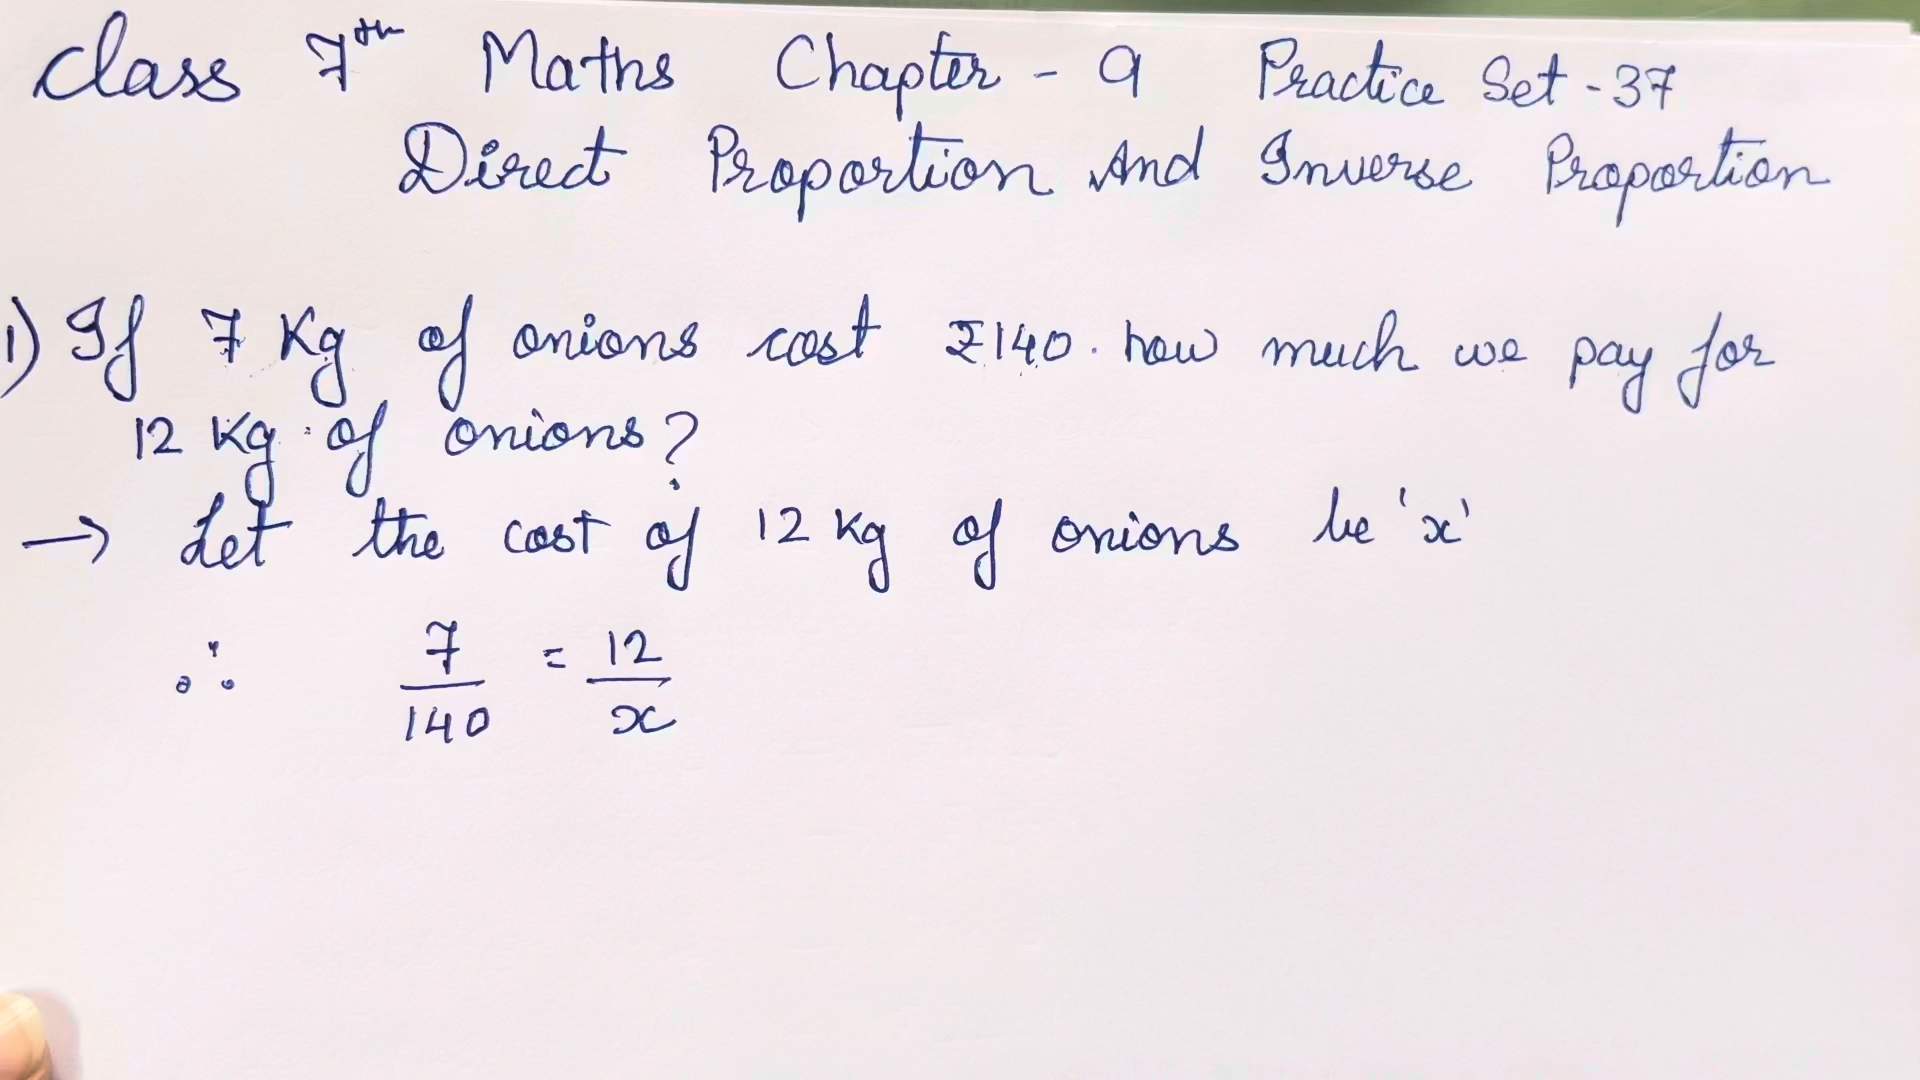 Class 7th Maths Chapter - 9 Practice Set - 37
Direct Proportion And Inverse Proportion
1) If 7 Kg of onions cost ₹140. how much we pay for
12 Kg of onions?
→ Let the cost of 12 kg of onions be 'x'
∴ 7/140 = 12/x